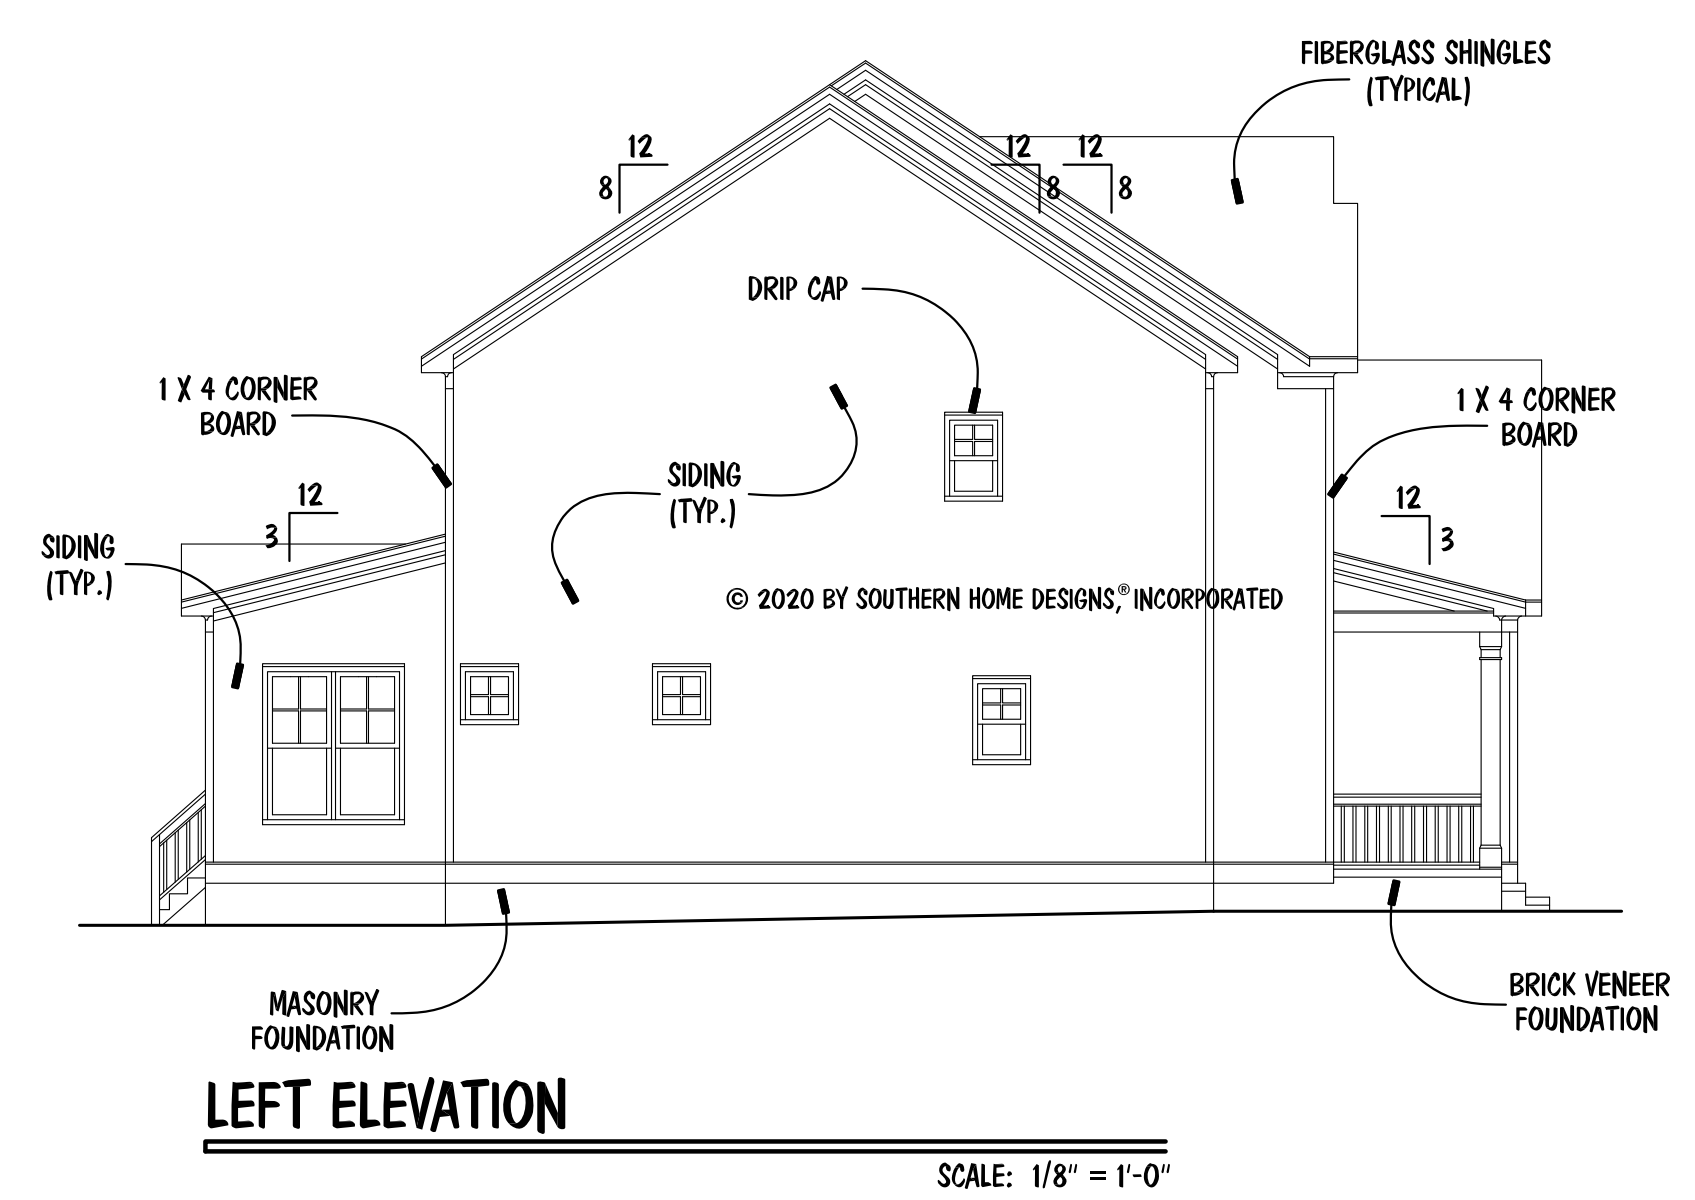 FIBERGLASS SHINGLES
(TYPICAL)
12
8
12
8
12
8
DRIP CAP
1 X 4 CORNER
BOARD
1 X 4 CORNER
BOARD
SIDING
(TYP.)
12
3
12
3
SIDING
(TYP.)
© 2020 BY SOUTHERN HOME DESIGNS,® INCORPORATED
MASONRY
FOUNDATION
BRICK VENEER
FOUNDATION
LEFT ELEVATION
SCALE: 1/8" = 1'-0"